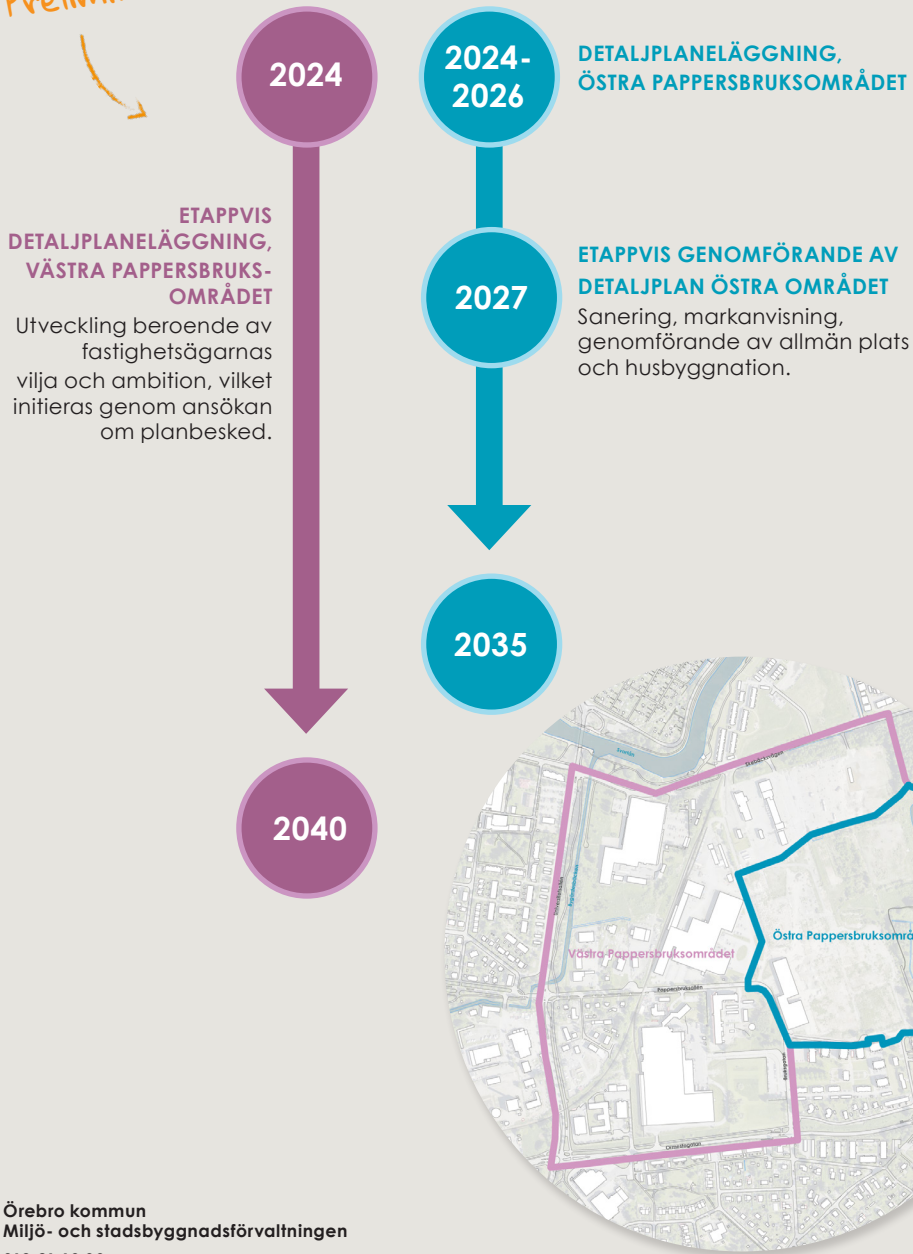 2024
ETAPPVIS
DETALJPLANELÄGGNING,
VÄSTRA PAPPERSBRUKS-
OMRÅDET
Utveckling beroende av
fastighetsägarnas
vilja och ambition, vilket
initieras genom ansökan
om planbesked.
2040
2024-
2026
DETALJPLANELÄGGNING,
ÖSTRA PAPPERSBRUKSOMRÅDET
2027
ETAPPVIS GENOMFÖRANDE AV
DETALJPLAN ÖSTRA OMRÅDET
Sanering, markanvisning,
genomförande av allmän plats
och husbyggnation.
2035
Svartån
Västra Pappersbruksområdet
Pappersbruksallén
Östra Pappersbruksområ
Örebro kommun
Miljö- och stadsbyggnadsförvaltningen